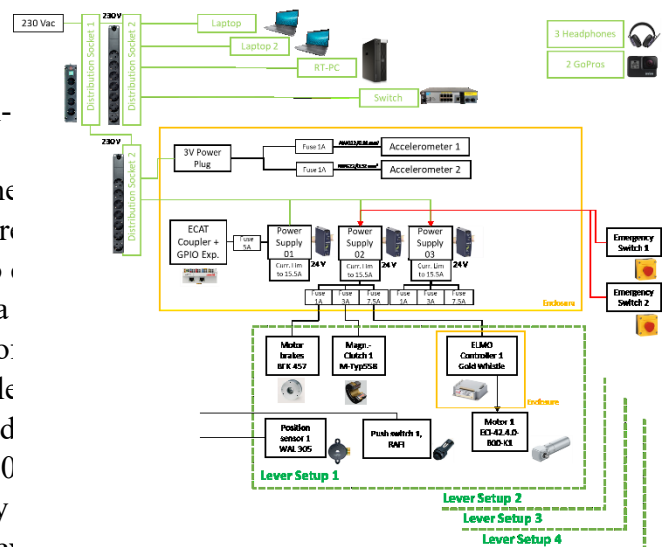 230 Vac
230 V
Distribution Socket 1
Distribution Socket 2
Laptop
Laptop 2
RT-PC
Switch
3 Headphones
2 GoPros
230 V
Distribution Socket 2
3V Power
Plug
Fuse 1A
Accelerometer 1
Fuse 1A
Accelerometer 2
ECAT
Coupler +
GPIO Exp.
Fuse
5A
Power
Supply
01
Curr. Lim
to 15.5A
24 V
Power
Supply
02
Curr. Lim
to 15.5A
24 V
Power
Supply
03
Curr. Lim
to 15.5A
Fuse
1A
Fuse
3A
Fuse
7.5A
Fuse
1A
Fuse
3A
Fuse
7.5A
Enclosure
Emergency
Switch 1
Emergency
Switch 2
Motor
brakes
BFK 457
Magn.-
Clutch 1
M-Typ558
ELMO
Controller 1
Gold Whistle
Enclosure
Position
sensor 1
WAL 305
Push switch 1,
RAFI
Motor 1
ECI-42.4.0-
B00-K1
Lever Setup 1
Lever Setup 2
Lever Setup 3
Lever Setup 4